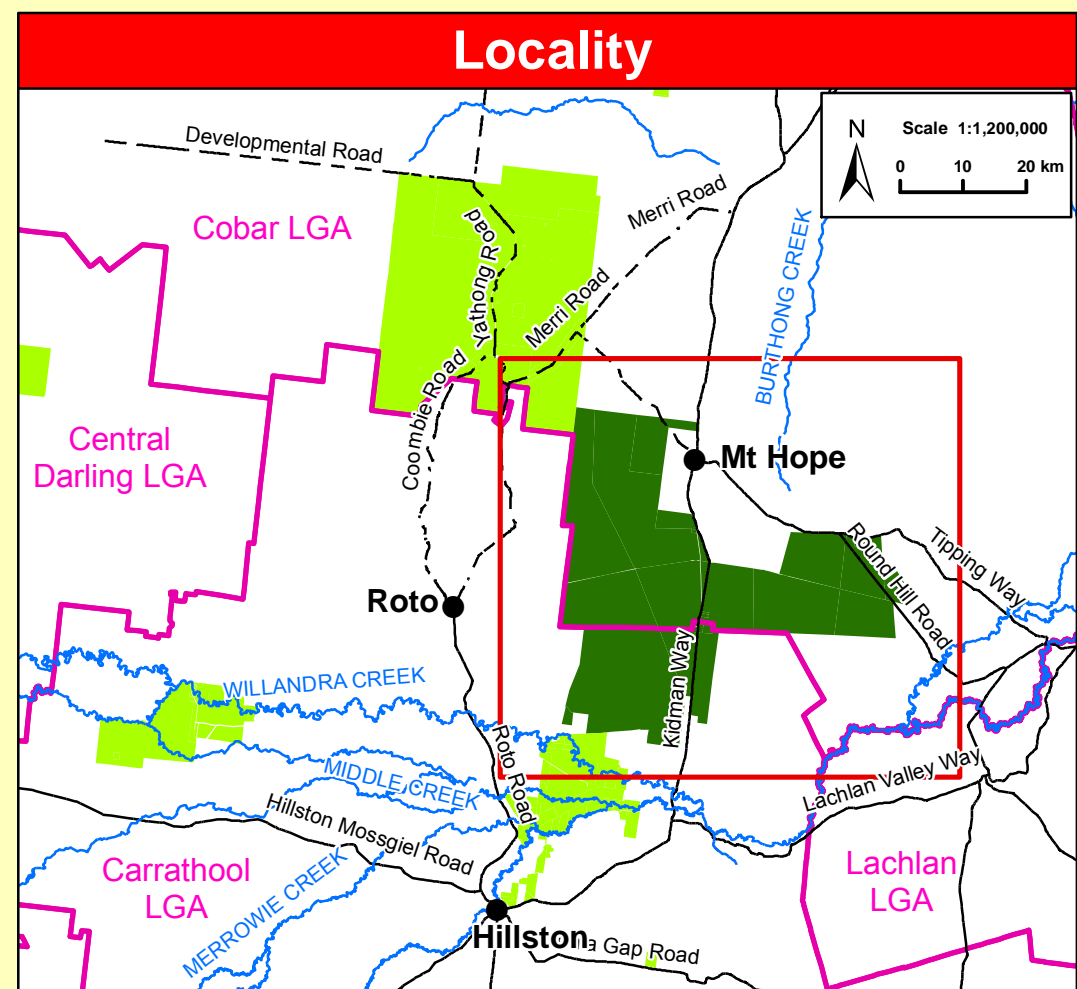 Locality
N
Scale 1:1,200,000
0 10 20 km
Developmental Road
Merri Road
Cobar LGA
Yathong Road
BURTHONG CREEK
Merri Road
Coombie Road
Central
Darling LGA
Mt Hope
Round Hill Road
Tipping Way
Roto
Kidman Way
WILLANDRA CREEK
Roto Road
MIDDLE CREEK
Lachlan Valley Way
Hillston Mossgiel Road
Carrathool
LGA
Lachlan
LGA
MERROWIE CREEK
Hillston
Gap Road